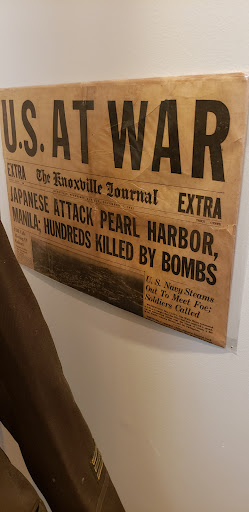 U.S. AT WAR
EXTRA The Knoxville Journal EXTRA
JAPANESE ATTACK PEARL HARBOR,
MANILA; HUNDREDS KILLED BY BOMBS
U. S. Navy Steams
Out To Meet Foe;
Soldiers Called